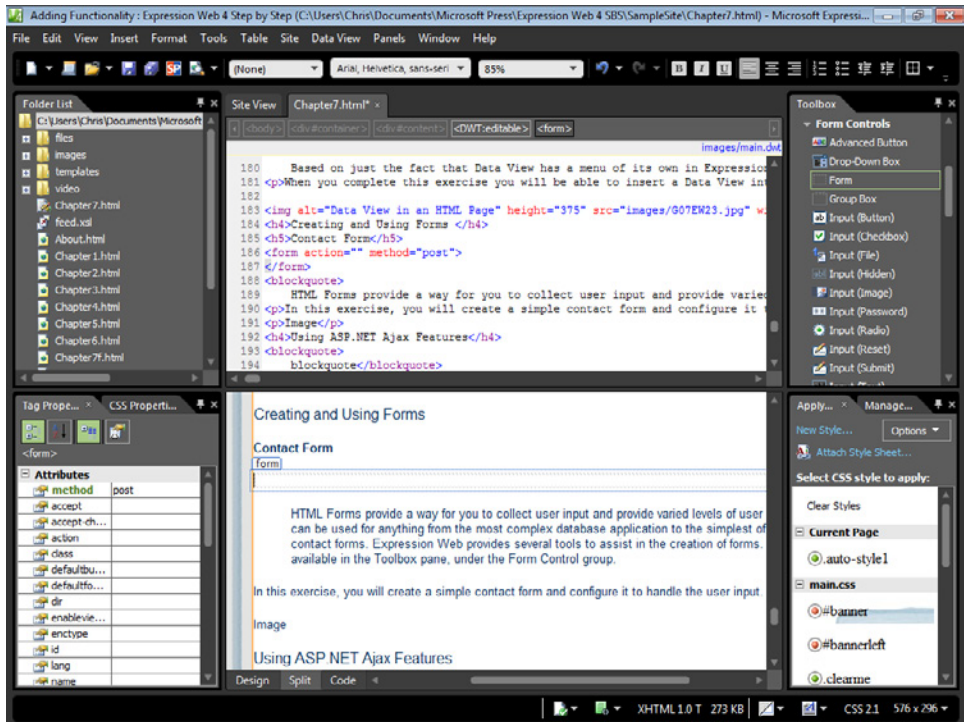 Adding Functionality : Expression Web 4 Step by Step (C:\Users\Chris\Documents\Microsoft Press\Expression Web 4 SBS\SampleSite\Chapter7.html) - Microsoft Expressi...
File Edit View Insert Format Tools Table Site Data View Panels Window Help
(None) Arial, Helvetica, sans-seri 85% B I U
Folder List
C:\Users\Chris\Documents\Microsoft
files
images
templates
video
Chapter7.html
feed.xsl
About.html
Chapter1.html
Chapter2.html
Chapter3.html
Chapter4.html
Chapter5.html
Chapter6.html
Chapter7f.html
Site View Chapter7.html*
<body> <div#container> <div#content> <DWT:editable> <form>
images/main.dwt
180 Based on just the fact that Data View has a menu of its own in Expression
181 <p>When you complete this exercise you will be able to insert a Data View int
182
183 <img alt="Data View in an HTML Page" height="375" src="images/G07EW23.jpg" wi
184 <h4>Creating and Using Forms </h4>
185 <h5>Contact Form</h5>
186 <form action="" method="post">
187 </form>
188 <blockquote>
189 HTML Forms provide a way for you to collect user input and provide varied
190 <p>In this exercise, you will create a simple contact form and configure it t
191 <p>Image</p>
192 <h4>Using ASP.NET Ajax Features</h4>
193 <blockquote>
194 blockquote</blockquote>
Toolbox
Form Controls
Advanced Button
Drop-Down Box
Form
Group Box
Input (Button)
Input (Checkbox)
Input (File)
Input (Hidden)
Input (Image)
Input (Password)
Input (Radio)
Input (Reset)
Input (Submit)
Tag Prope... CSS Properti...
<form>
Attributes
method post
accept
accept-ch...
action
class
defaultbu...
defaultfo...
dir
enablevie...
enctype
id
lang
name
Creating and Using Forms
Contact Form
form
HTML Forms provide a way for you to collect user input and provide varied levels of user
can be used for anything from the most complex database application to the simplest of
contact forms. Expression Web provides several tools to assist in the creation of forms.
available in the Toolbox pane, under the Form Control group.
In this exercise, you will create a simple contact form and configure it to handle the user input.
Image
Using ASP.NET Ajax Features
Design Split Code
Apply... Manage...
New Style... Options
Attach Style Sheet...
Select CSS style to apply:
Clear Styles
Current Page
.auto-style1
main.css
#banner
#bannerleft
.clearme
XHTML 1.0 T 273 KB CSS 2.1 576 x 296